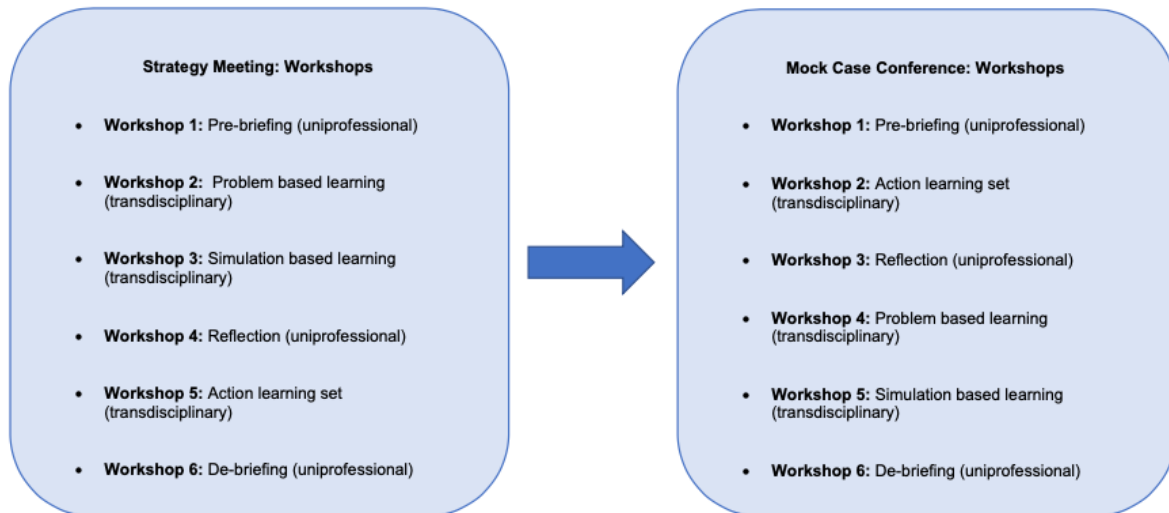 Strategy Meeting: Workshops
• Workshop 1: Pre-briefing (uniprofessional)
• Workshop 2: Problem based learning
(transdisciplinary)
• Workshop 3: Simulation based learning
(transdisciplinary)
• Workshop 4: Reflection (uniprofessional)
• Workshop 5: Action learning set
(transdisciplinary)
• Workshop 6: De-briefing (uniprofessional)
Mock Case Conference: Workshops
• Workshop 1: Pre-briefing (uniprofessional)
• Workshop 2: Action learning set
(transdisciplinary)
• Workshop 3: Reflection (uniprofessional)
• Workshop 4: Problem based learning
(transdisciplinary)
• Workshop 5: Simulation based learning
(transdisciplinary)
• Workshop 6: De-briefing (uniprofessional)